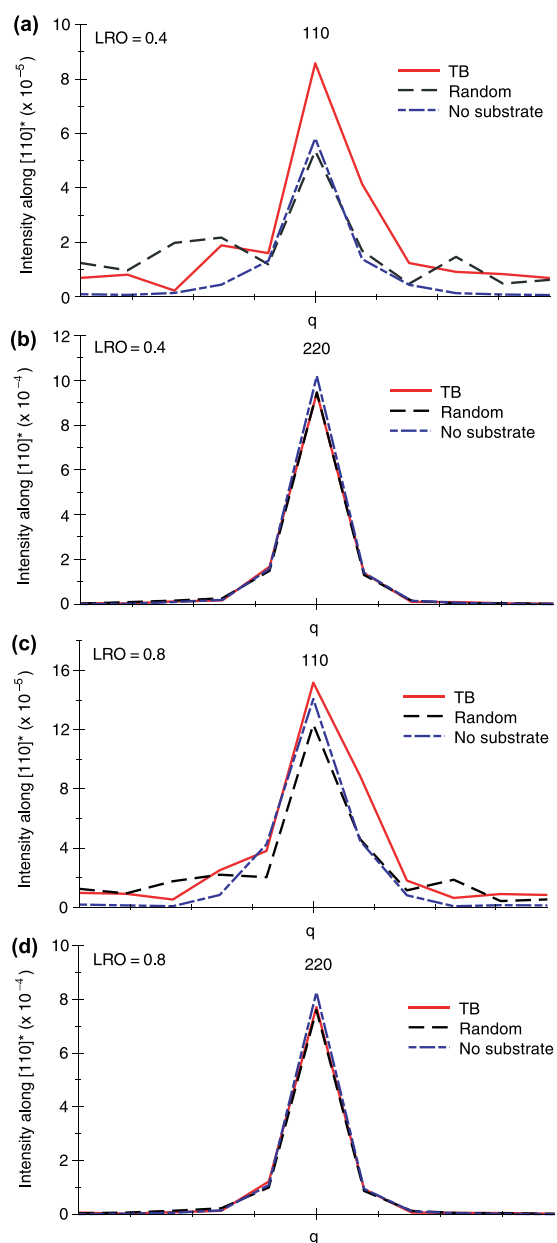 (a)
LRO = 0.4
110
TB
Random
No substrate
Intensity along [110]* (x 10⁻⁵)
10
8
6
4
2
0
q
(b)
LRO = 0.4
220
TB
Random
No substrate
Intensity along [110]* (x 10⁻⁴)
12
10
8
6
4
2
0
q
(c)
LRO = 0.8
110
TB
Random
No substrate
Intensity along [110]* (x 10⁻⁵)
16
12
8
4
0
q
(d)
LRO = 0.8
220
TB
Random
No substrate
Intensity along [110]* (x 10⁻⁴)
10
8
6
4
2
0
q